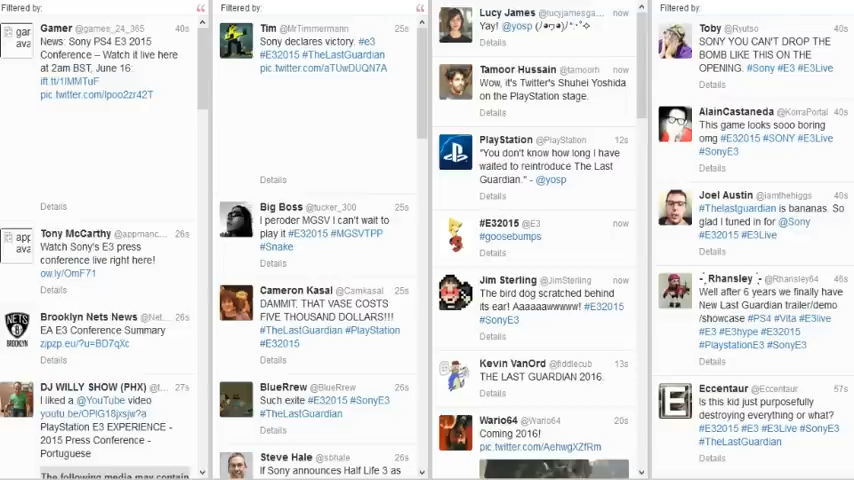 Filtered by:
Gamer @games_24_365 40s
News: Sony PS4 E3 2015
Conference – Watch it live here
at 2am BST, June 16.
ift.tt/1IMMTuF
pic.twitter.com/Ipoo2zr42T
Details
Tony McCarthy @appmanc... 26s
Watch Sony's E3 press
conference live right here!
ow.ly/OmF71
Details
Brooklyn Nets News @Net... 26s
EA E3 Conference Summary
zipzp.eu/?u=BD7qXc
Details
DJ WILLY SHOW (PHX) @t... 27s
I liked a @YouTube video
youtu.be/OPIG18jxsjw?a
PlayStation E3 EXPERIENCE -
2015 Press Conference -
Portuguese
The following media may contain
Filtered by:
Tim @MrTimmermann 25s
Sony declares victory. #e3
#E32015 #TheLastGuardian
pic.twitter.com/aTUwDUQN7A
Details
Big Boss @tucker_300 25s
I peroder MGSV I can't wait to
play it #E32015 #MGSVTPP
#Snake
Details
Cameron Kasal @Camkasal 25s
DAMMIT, THAT VASE COSTS
FIVE THOUSAND DOLLARS!!!
#TheLastGuardian #PlayStation
#E32015
Details
BlueRrew @BlueRrew 26s
Such exite #E32015 #SonyE3
#TheLastGuardian
Details
Steve Hale @sbhale 26s
If Sony announces Half Life 3 as
Lucy James @lucyjamesga... now
Yay! @yosp
Details
Tamoor Hussain @tamoorh now
Wow, it's Twitter's Shuhei Yoshida
on the PlayStation stage.
Details
PlayStation @PlayStation 12s
"You don't know how long I have
waited to reintroduce The Last
Guardian." - @yosp
Details
#E32015 @E3 now
#goosebumps
Details
Jim Sterling @JimSterling now
The bird dog scratched behind
its ear! Aaaaaawwww! #E32015
#SonyE3
Details
Kevin VanOrd @fiddlecub 13s
THE LAST GUARDIAN 2016.
Details
Wario64 @Wario64 20s
Coming 2016!
pic.twitter.com/AehwgXZfRm
Filtered by:
Toby @Ryutso 40s
SONY YOU CAN'T DROP THE
BOMB LIKE THIS ON THE
OPENING. #Sony #E3 #E3Live
Details
AlainCastaneda @KorraPortal 40s
This game looks sooo boring
omg #E32015 #SONY #E3Live
#SonyE3
Details
Joel Austin @iamthehiggs 40s
#Thelastguardian is bananas. So
glad I tuned in for @Sony
#E32015 #E3Live
Details
Rhansley @Rhansley64 46s
Well after 6 years we finally have
New Last Guardian trailer/demo
/showcase #PS4 #Vita #E3live
#E3 #E3hype #E32015
#PlaystationE3 #SonyE3
Details
Eccentaur @Eccentaur 57s
Is this kid just purposefully
destroying everything or what?
#E32015 #E3 #E3Live #SonyE3
#TheLastGuardian
Details